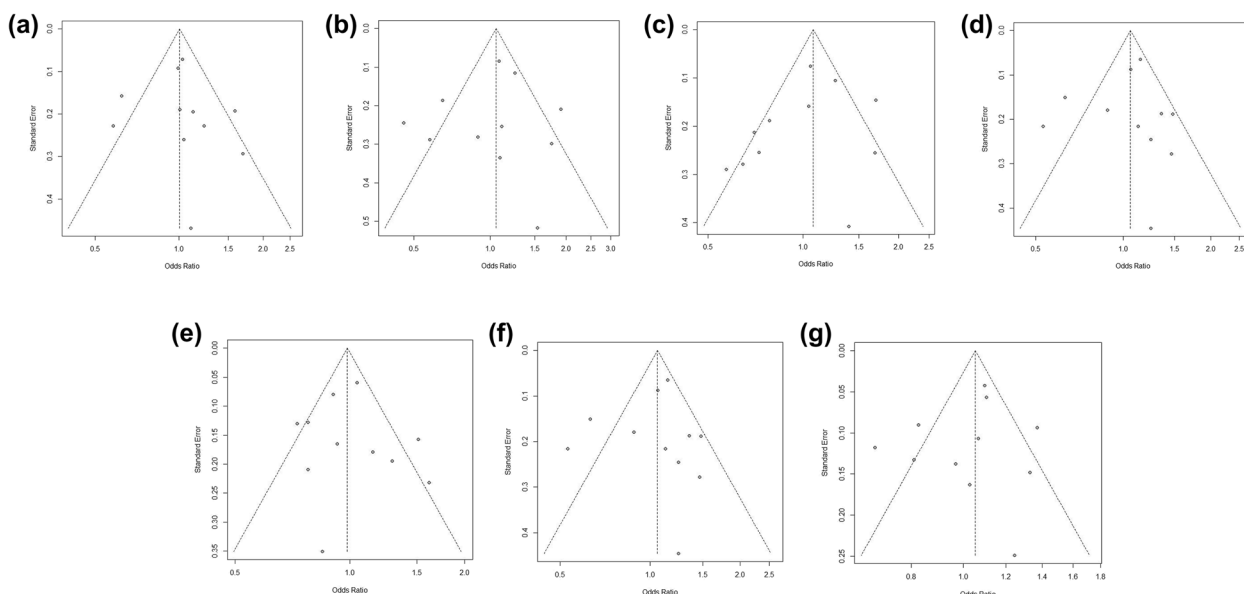 (a)
0.0
0.1
0.2
0.3
0.4
Standard Error
0.5 1.0 1.5 2.0 2.5
Odds Ratio
(b)
0.0
0.1
0.2
0.3
0.4
0.5
Standard Error
0.5 1.0 1.5 2.0 2.5 3.0
Odds Ratio
(c)
0.0
0.1
0.2
0.3
0.4
Standard Error
0.5 1.0 1.5 2.0 2.5
Odds Ratio
(d)
0.0
0.1
0.2
0.3
0.4
Standard Error
0.5 1.0 1.5 2.0 2.5
Odds Ratio
(e)
0.00
0.05
0.10
0.15
0.20
0.25
0.30
0.35
Standard Error
0.5 1.0 1.5 2.0
Odds Ratio
(f)
0.0
0.1
0.2
0.3
0.4
Standard Error
0.5 1.0 1.5 2.0 2.5
Odds Ratio
(g)
0.00
0.05
0.10
0.15
0.20
0.25
Standard Error
0.8 1.0 1.2 1.4 1.6 1.8
Odds Ratio